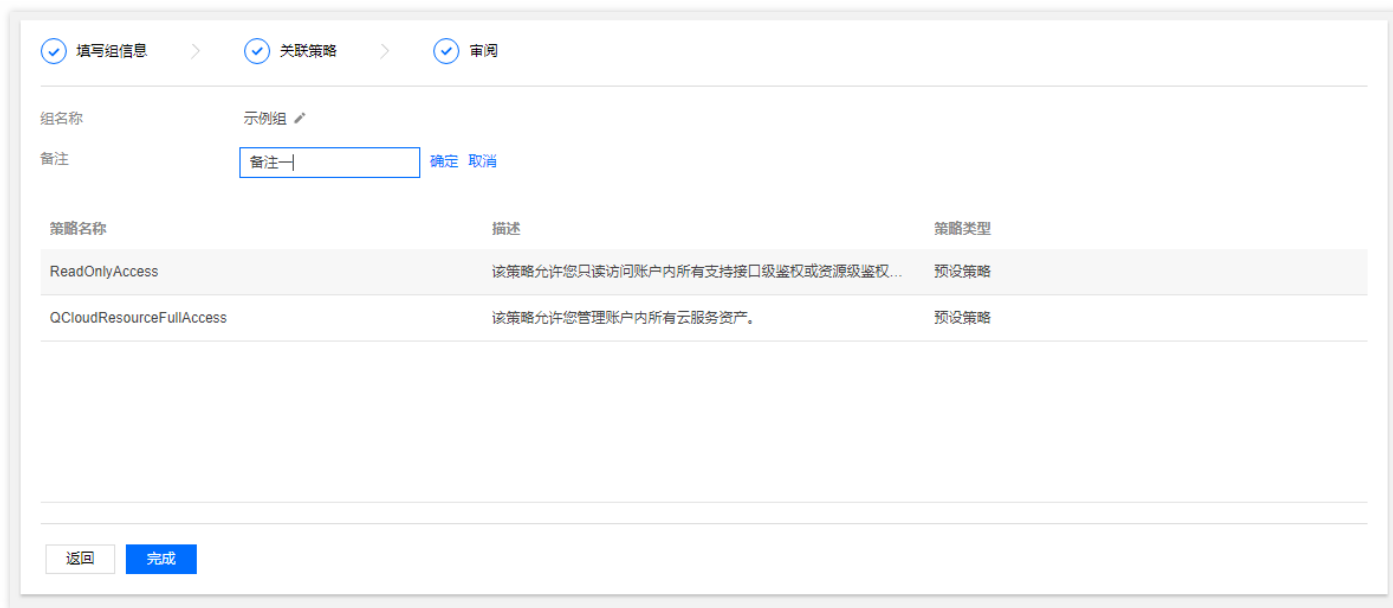 填写组信息 关联策略 审阅
组名称 示例组
备注 备注一 确定 取消
策略名称 描述 策略类型
ReadOnlyAccess 该策略允许您只读访问账户内所有支持接口级鉴权或资源级鉴权... 预设策略
QCloudResourceFullAccess 该策略允许您管理账户内所有云服务资产。 预设策略
返回 完成